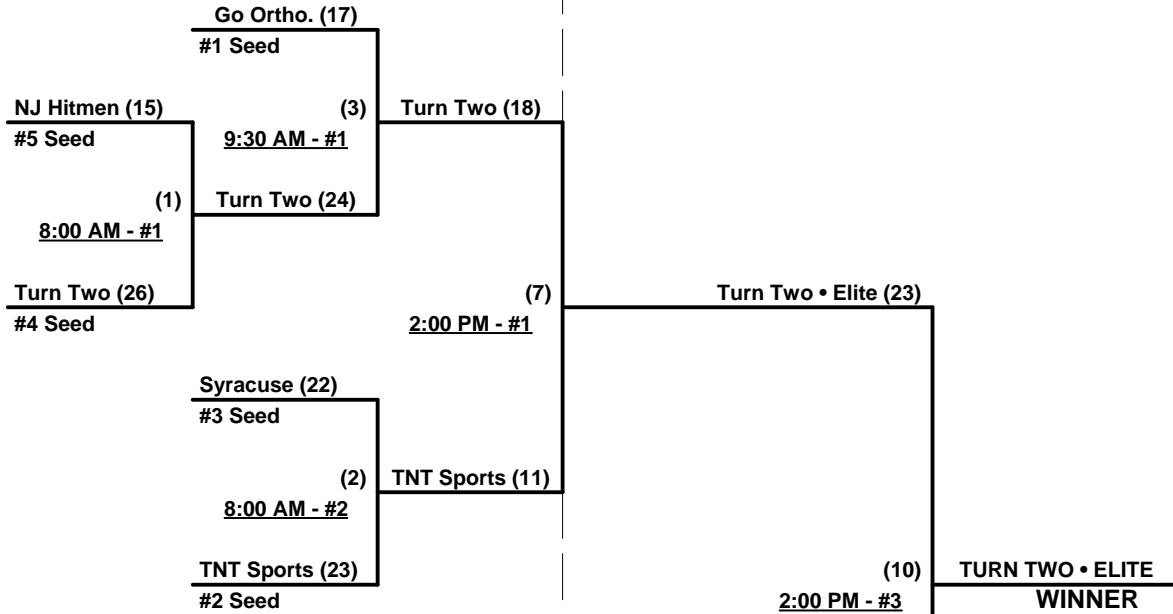 Go Ortho. (17)
#1 Seed
NJ Hitmen (15)
#5 Seed
(3)
9:30 AM - #1
Turn Two (18)
(1)
8:00 AM - #1
Turn Two (24)
Turn Two (26)
#4 Seed
(7)
2:00 PM - #1
Turn Two • Elite (23)
Syracuse (22)
#3 Seed
(2)
8:00 AM - #2
TNT Sports (11)
TNT Sports (23)
#2 Seed
(10)
2:00 PM - #3
TURN TWO • ELITE
WINNER